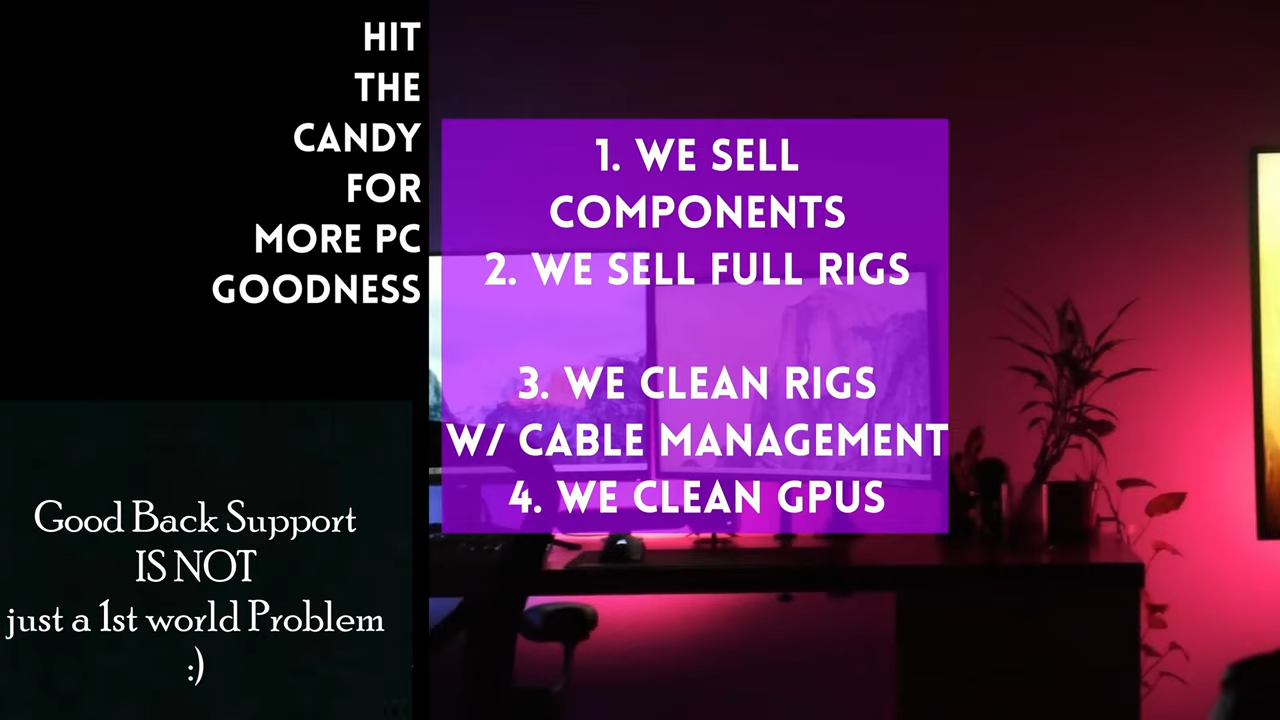 HIT
THE
CANDY
FOR
MORE PC
GOODNESS
1. WE SELL
COMPONENTS
2. WE SELL FULL RIGS
3. WE CLEAN RIGS
W/ CABLE MANAGEMENT
4. WE CLEAN GPUS
Good Back Support
IS NOT
just a 1st world Problem
:)